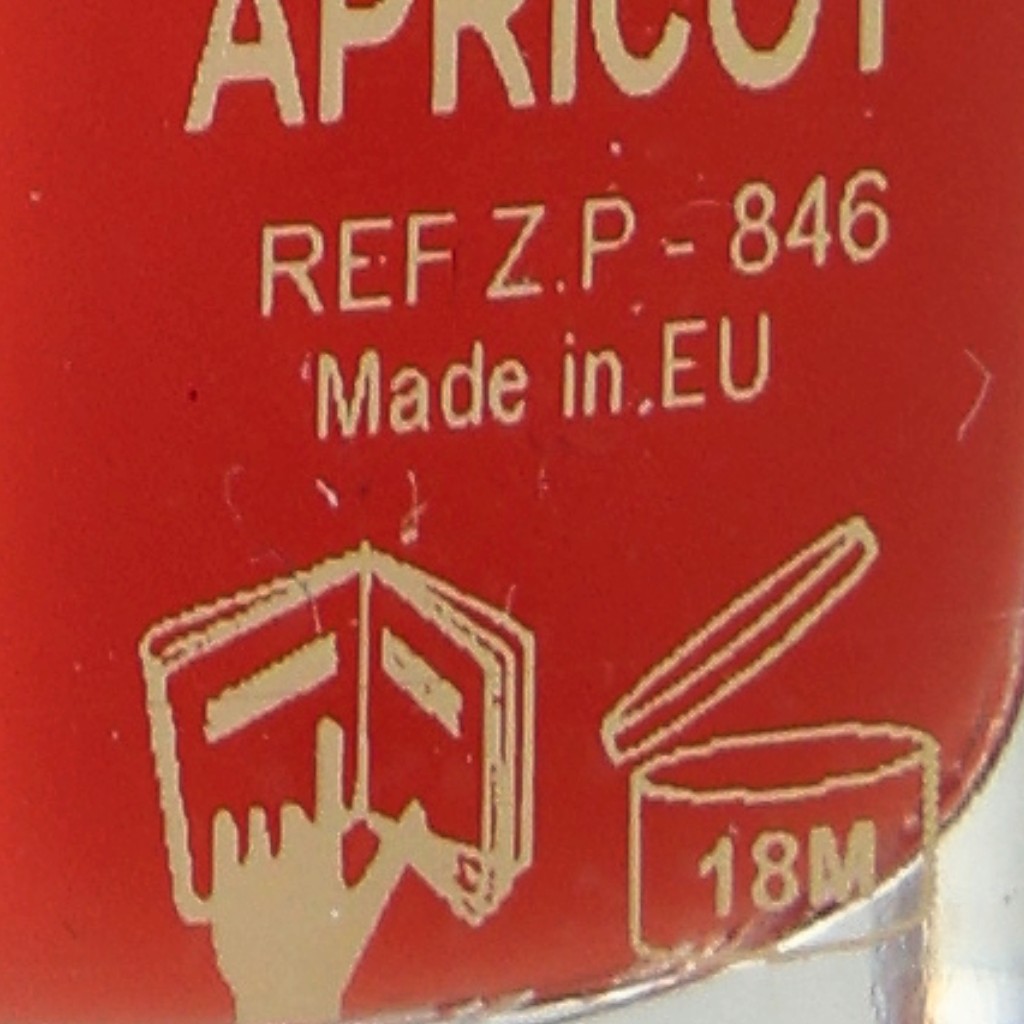 APRICOT
REF Z.P - 846
Made in EU
18M